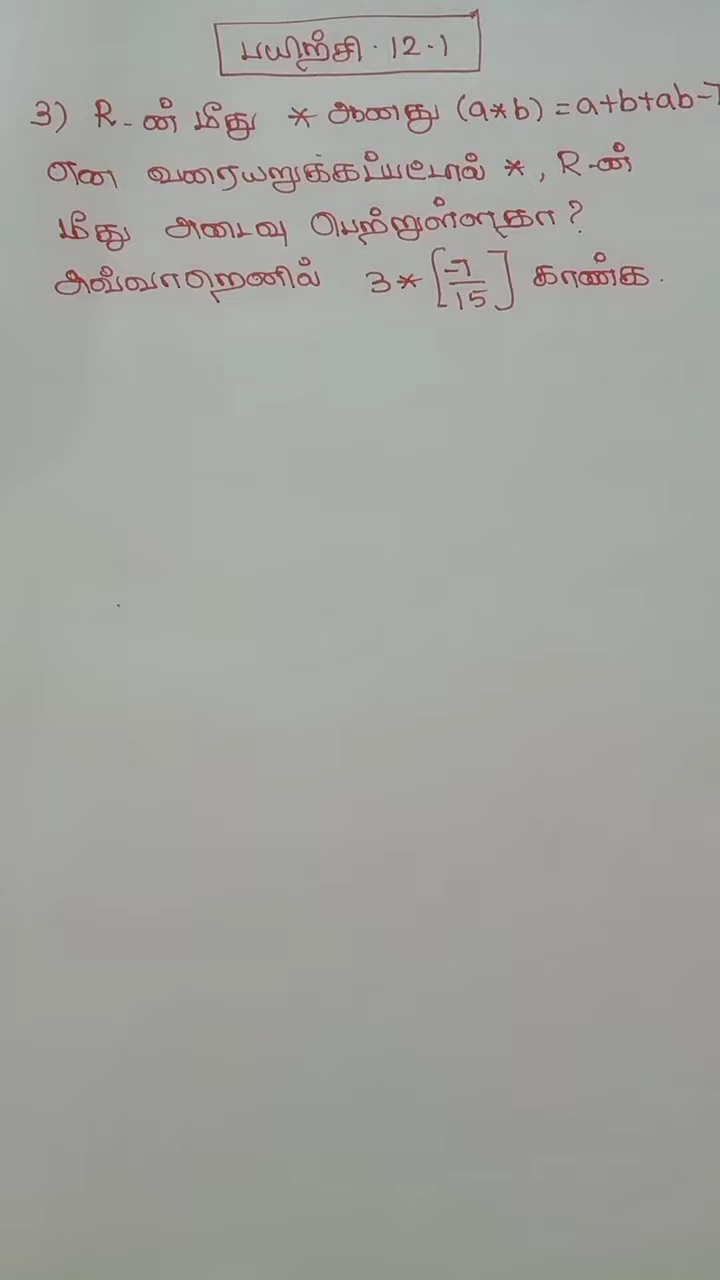 பயிற்சி . 12 . 1
3) R - ன் மீது * ஆனது (a*b) = a+b+ab-7
என வரையறுக்கப்பட்டால் *, R-ன்
மீது அடைவு பெற்றுள்ளதா?
அவ்வாறெனில் 3 * [-7/15] காண்க .